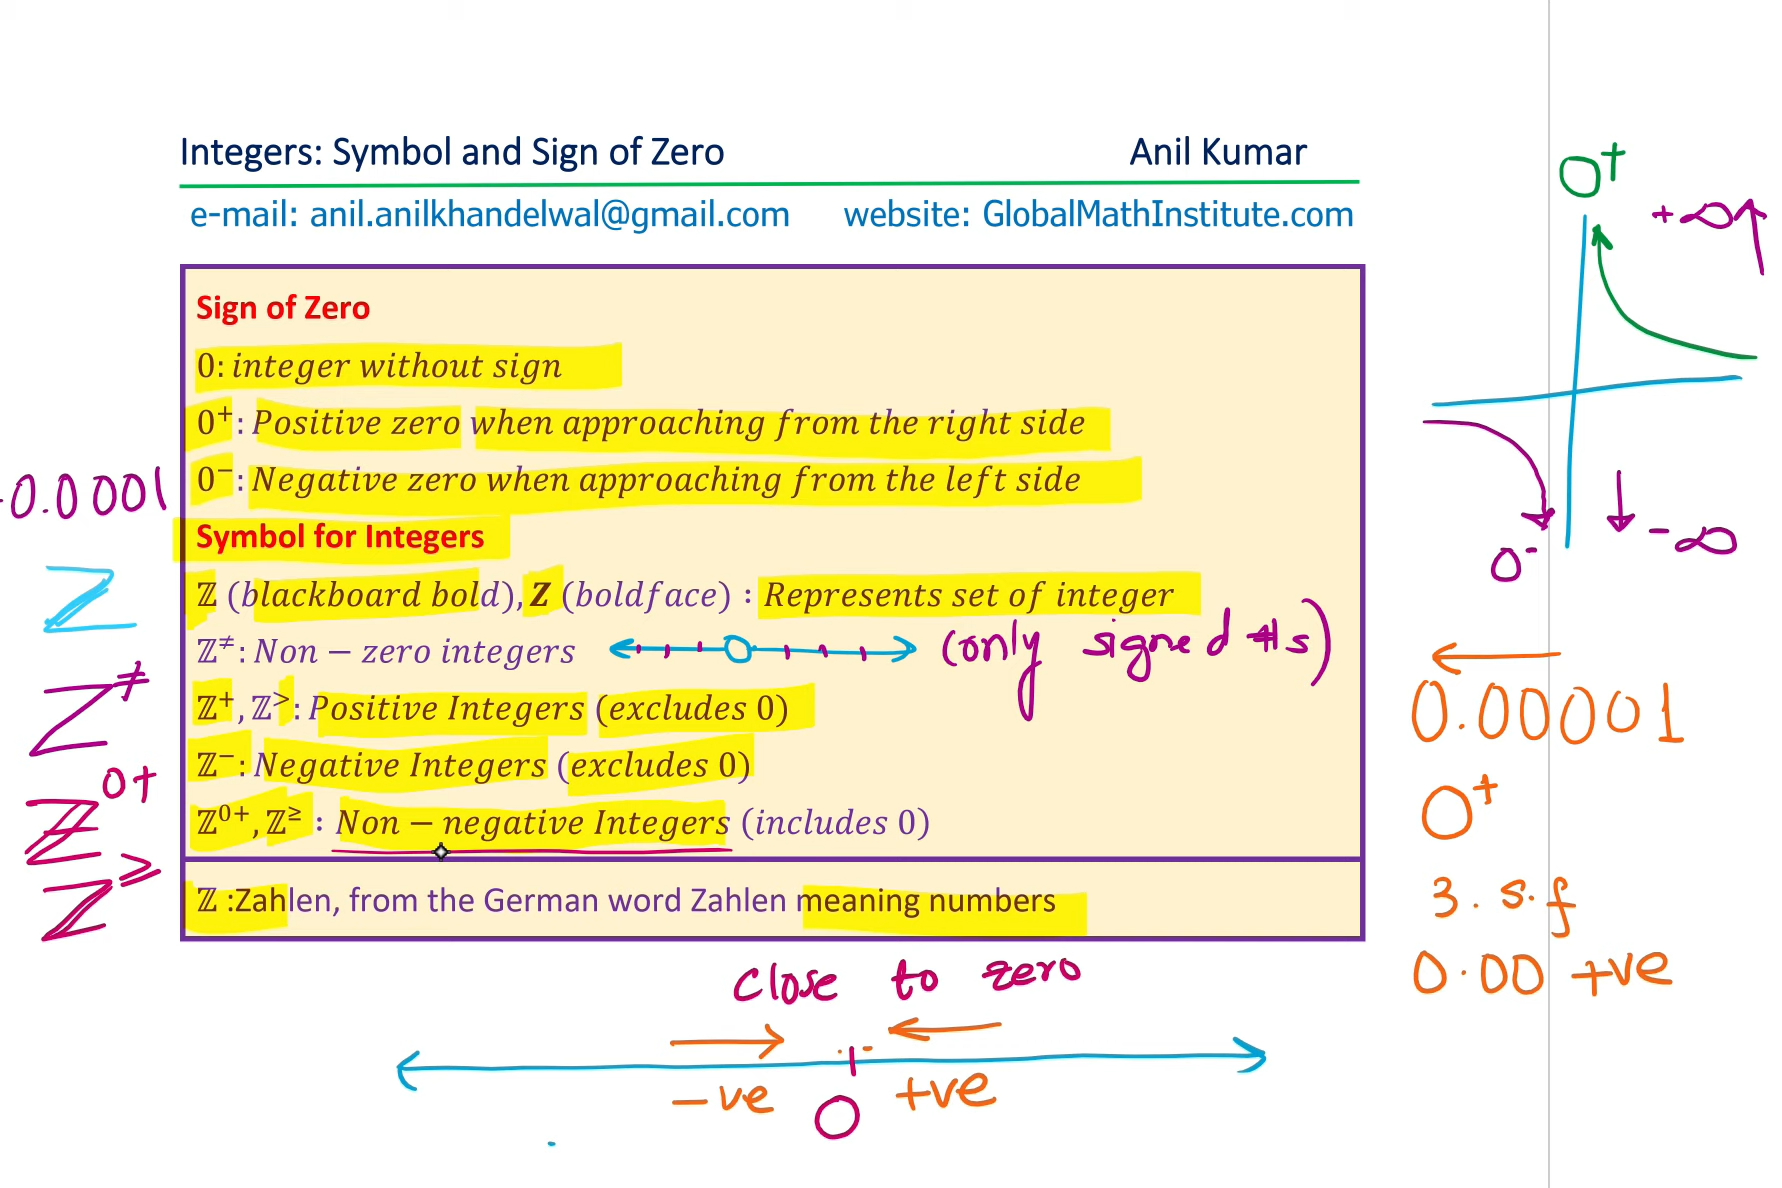 Integers: Symbol and Sign of Zero Anil Kumar
e-mail: anil.anilkhandelwal@gmail.com website: GlobalMathInstitute.com
Sign of Zero
0: integer without sign
0⁺: Positive zero when approaching from the right side
0⁻: Negative zero when approaching from the left side
Symbol for Integers
ℤ (blackboard bold), Z (boldface) : Represents set of integer
ℤ^≠: Non − zero integers (only signed #s)
ℤ⁺, ℤ^>: Positive Integers (excludes 0)
ℤ⁻: Negative Integers (excludes 0)
ℤ⁰⁺, ℤ^≥ : Non − negative Integers (includes 0)
ℤ :Zahlen, from the German word Zahlen meaning numbers
-0.0001
ℤ
Z^≠
ℤ⁰⁺
ℤ^≥
0⁺
+∞
0⁻
-∞
0.00001
0⁺
3. s.f
0.00 +ve
close to zero
-ve 0 +ve